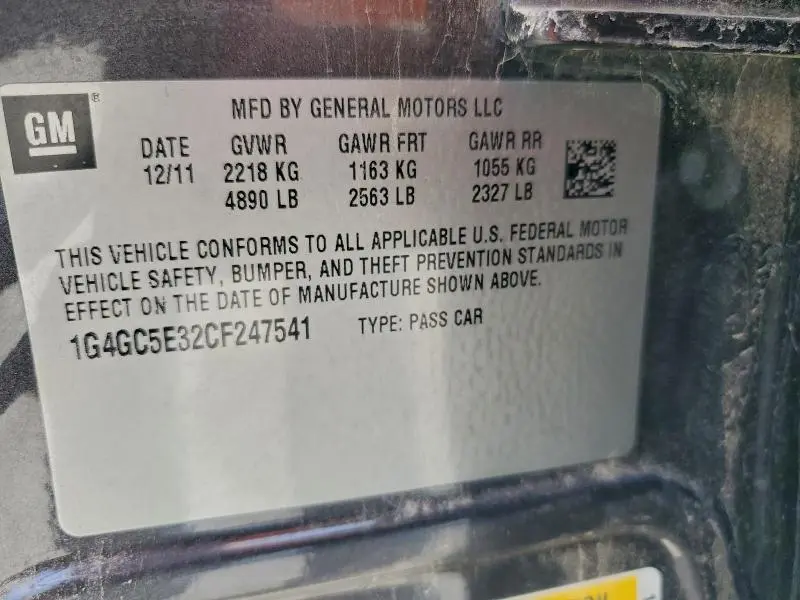 GM
MFD BY GENERAL MOTORS LLC
DATE GVWR GAWR FRT GAWR RR
12/11 2218 KG 1163 KG 1055 KG
4890 LB 2563 LB 2327 LB
THIS VEHICLE CONFORMS TO ALL APPLICABLE U.S. FEDERAL MOTOR
VEHICLE SAFETY, BUMPER, AND THEFT PREVENTION STANDARDS IN
EFFECT ON THE DATE OF MANUFACTURE SHOWN ABOVE.
1G4GC5E32CF247541 TYPE: PASS CAR